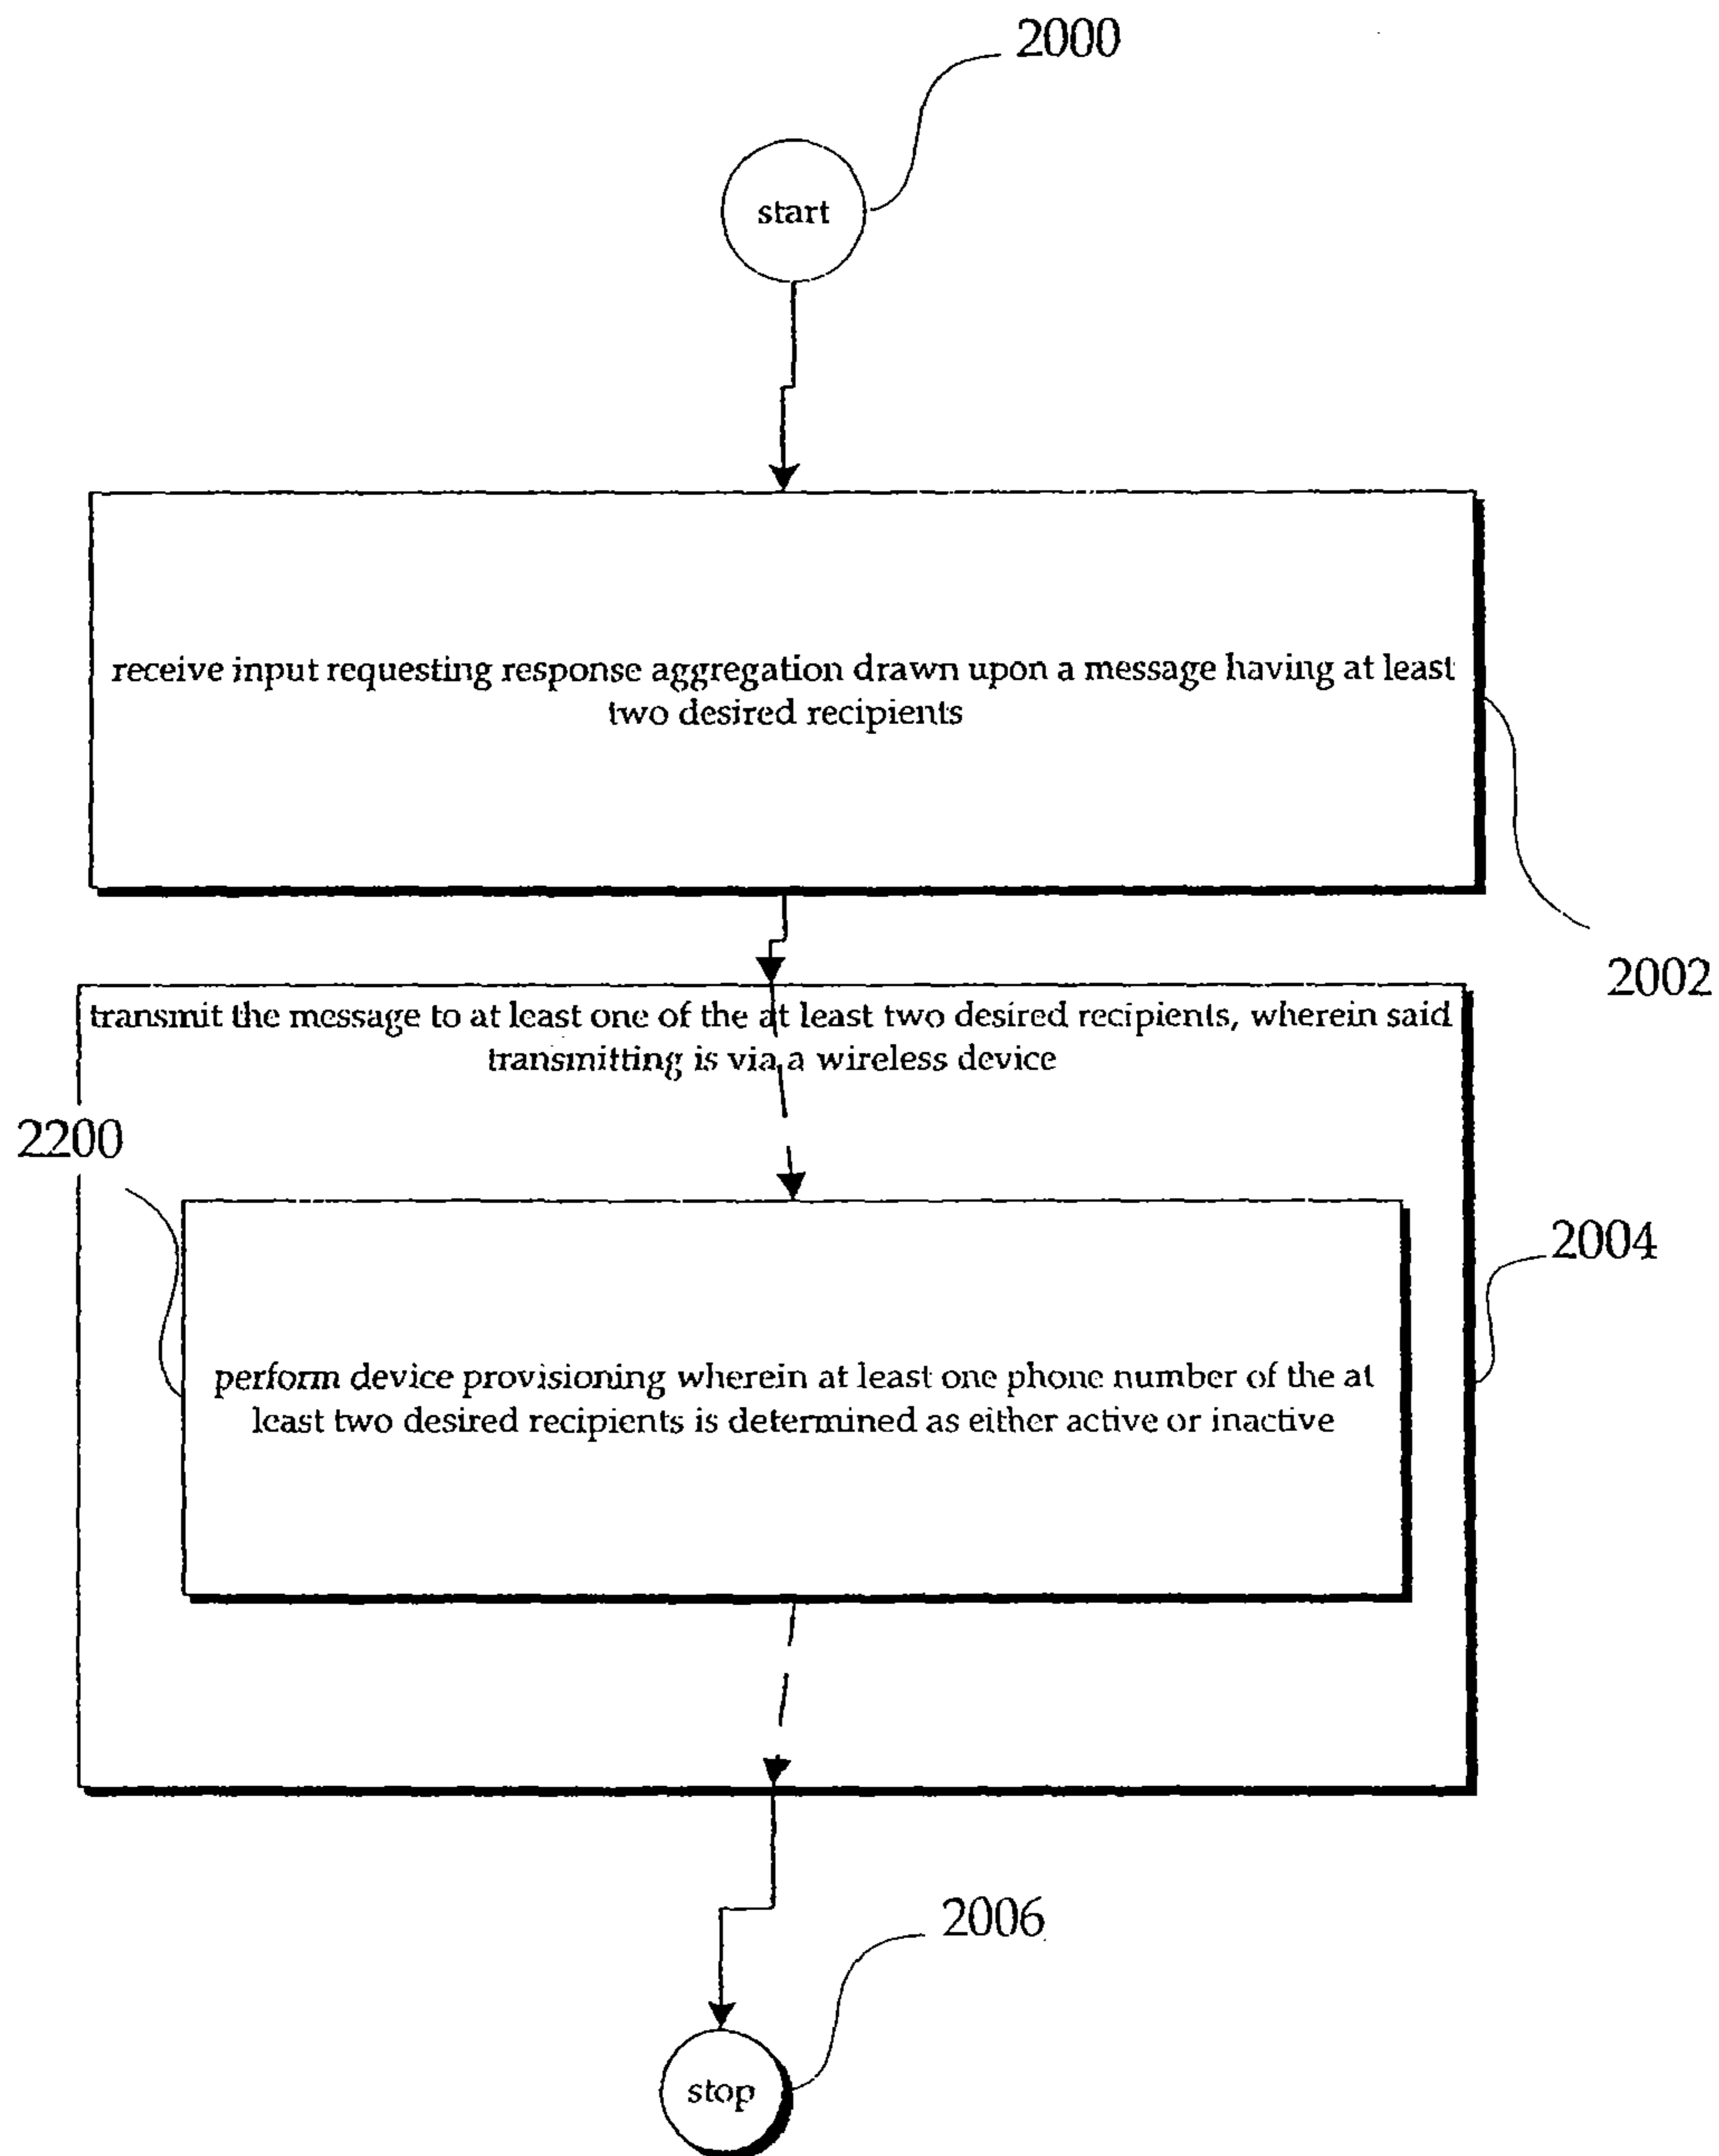 2000
start
receive input requesting response aggregation drawn upon a message having at least
two desired recipients
2002
transmit the message to at least one of the at least two desired recipients, wherein said
transmitting is via a wireless device
2200
2004
perform device provisioning wherein at least one phone number of the at
least two desired recipients is determined as either active or inactive
2006
stop